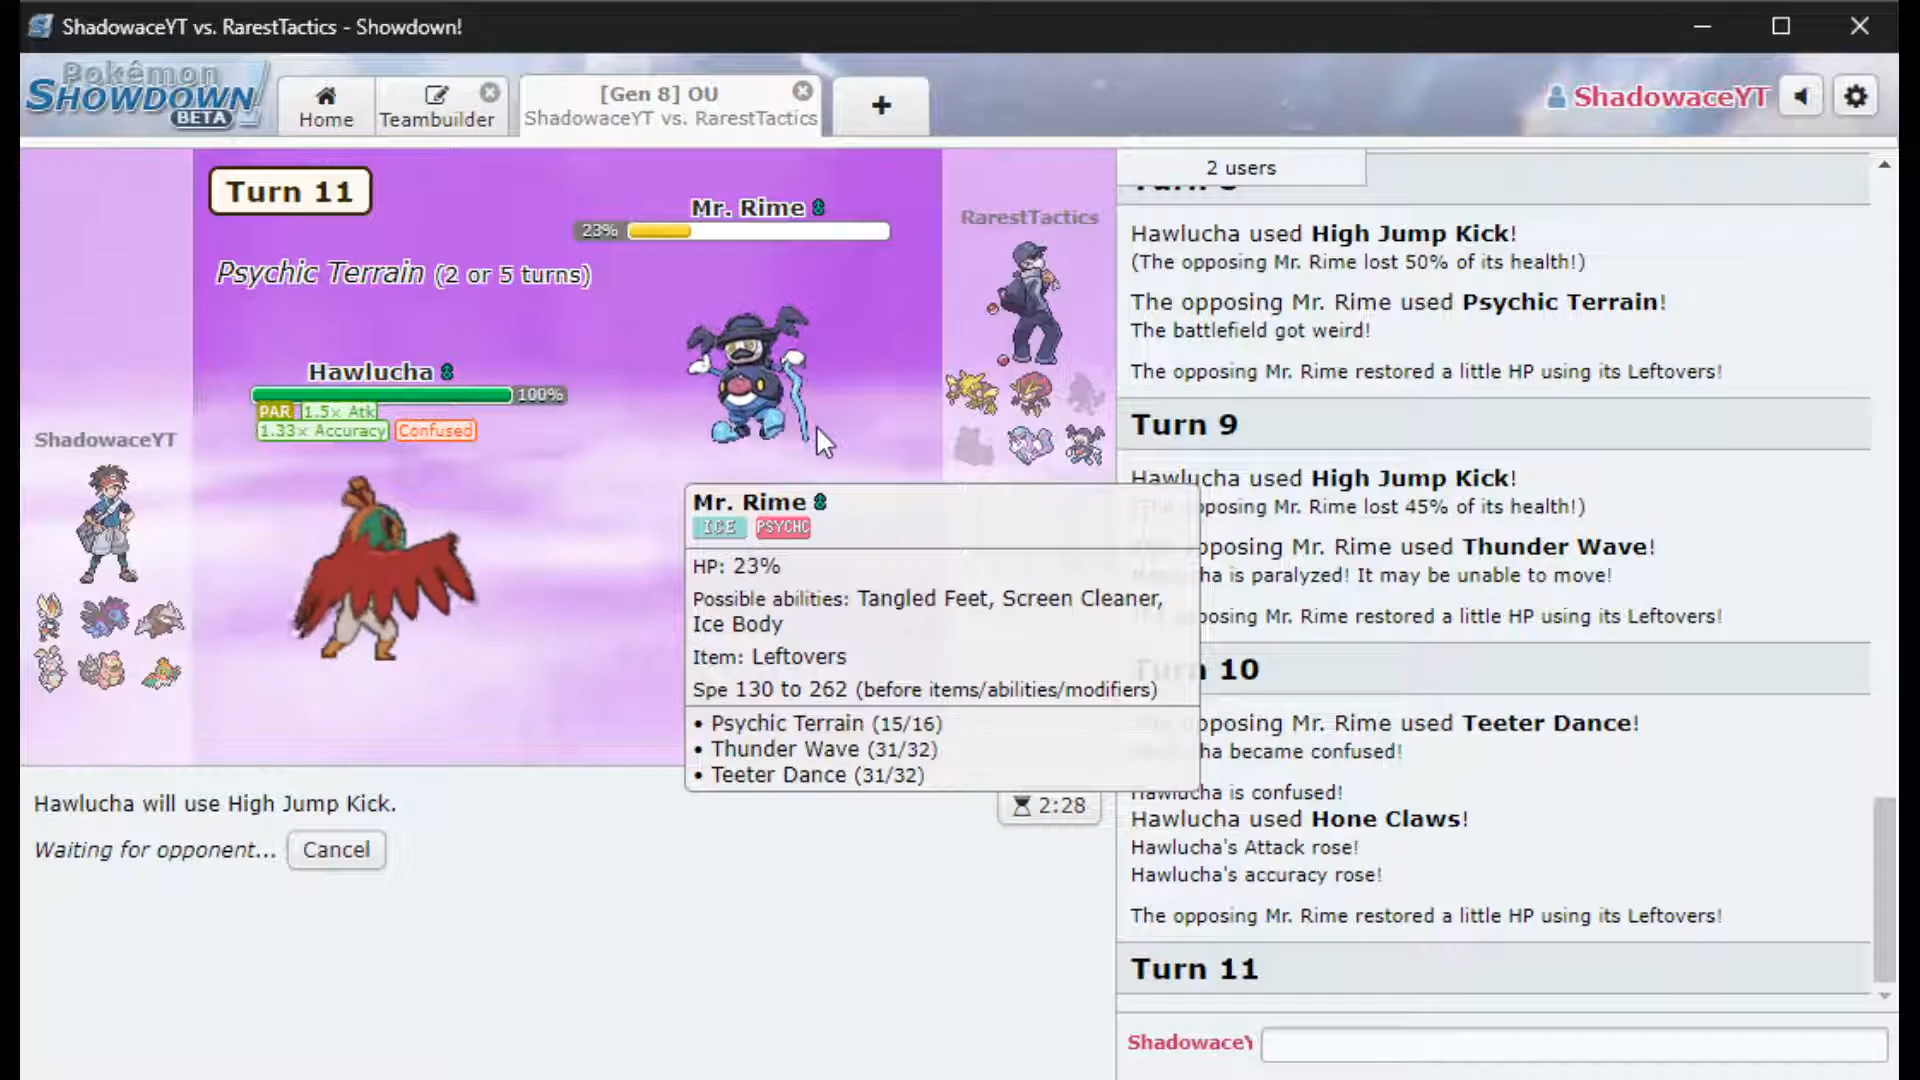 ShadowaceYT vs. RarestTactics - Showdown!
Pokémon
SHOWDOWN!
BETA
Home
Teambuilder
[Gen 8] OU
ShadowaceYT vs. RarestTactics
+
ShadowaceYT
Turn 11
Mr. Rime
23%
Psychic Terrain (2 or 5 turns)
Hawlucha
100%
PAR 1.5× Atk
1.33× Accuracy Confused
ShadowaceYT
RarestTactics
Mr. Rime
ICE PSYCHC
HP: 23%
Possible abilities: Tangled Feet, Screen Cleaner,
Ice Body
Item: Leftovers
Spe 130 to 262 (before items/abilities/modifiers)
• Psychic Terrain (15/16)
• Thunder Wave (31/32)
• Teeter Dance (31/32)
Hawlucha will use High Jump Kick.
Waiting for opponent... Cancel
2:28
2 users
Hawlucha used High Jump Kick!
(The opposing Mr. Rime lost 50% of its health!)
The opposing Mr. Rime used Psychic Terrain!
The battlefield got weird!
The opposing Mr. Rime restored a little HP using its Leftovers!
Turn 9
Hawlucha used High Jump Kick!
opposing Mr. Rime lost 45% of its health!)
opposing Mr. Rime used Thunder Wave!
is paralyzed! It may be unable to move!
opposing Mr. Rime restored a little HP using its Leftovers!
Turn 10
opposing Mr. Rime used Teeter Dance!
became confused!
Hawlucha is confused!
Hawlucha used Hone Claws!
Hawlucha's Attack rose!
Hawlucha's accuracy rose!
The opposing Mr. Rime restored a little HP using its Leftovers!
Turn 11
ShadowaceY